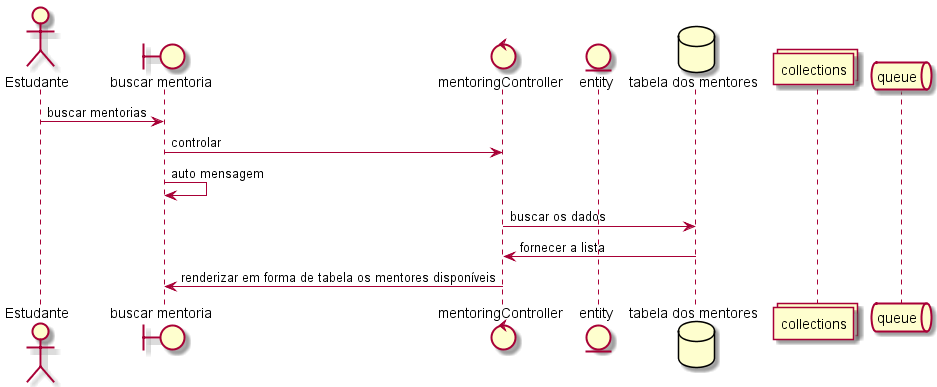 Estudante
buscar mentoria
mentoringController
entity
tabela dos mentores
collections
queue
buscar mentorias
controlar
auto mensagem
buscar os dados
fornecer a lista
renderizar em forma de tabela os mentores disponíveis
Estudante
buscar mentoria
mentoringController
entity
tabela dos mentores
collections
queue